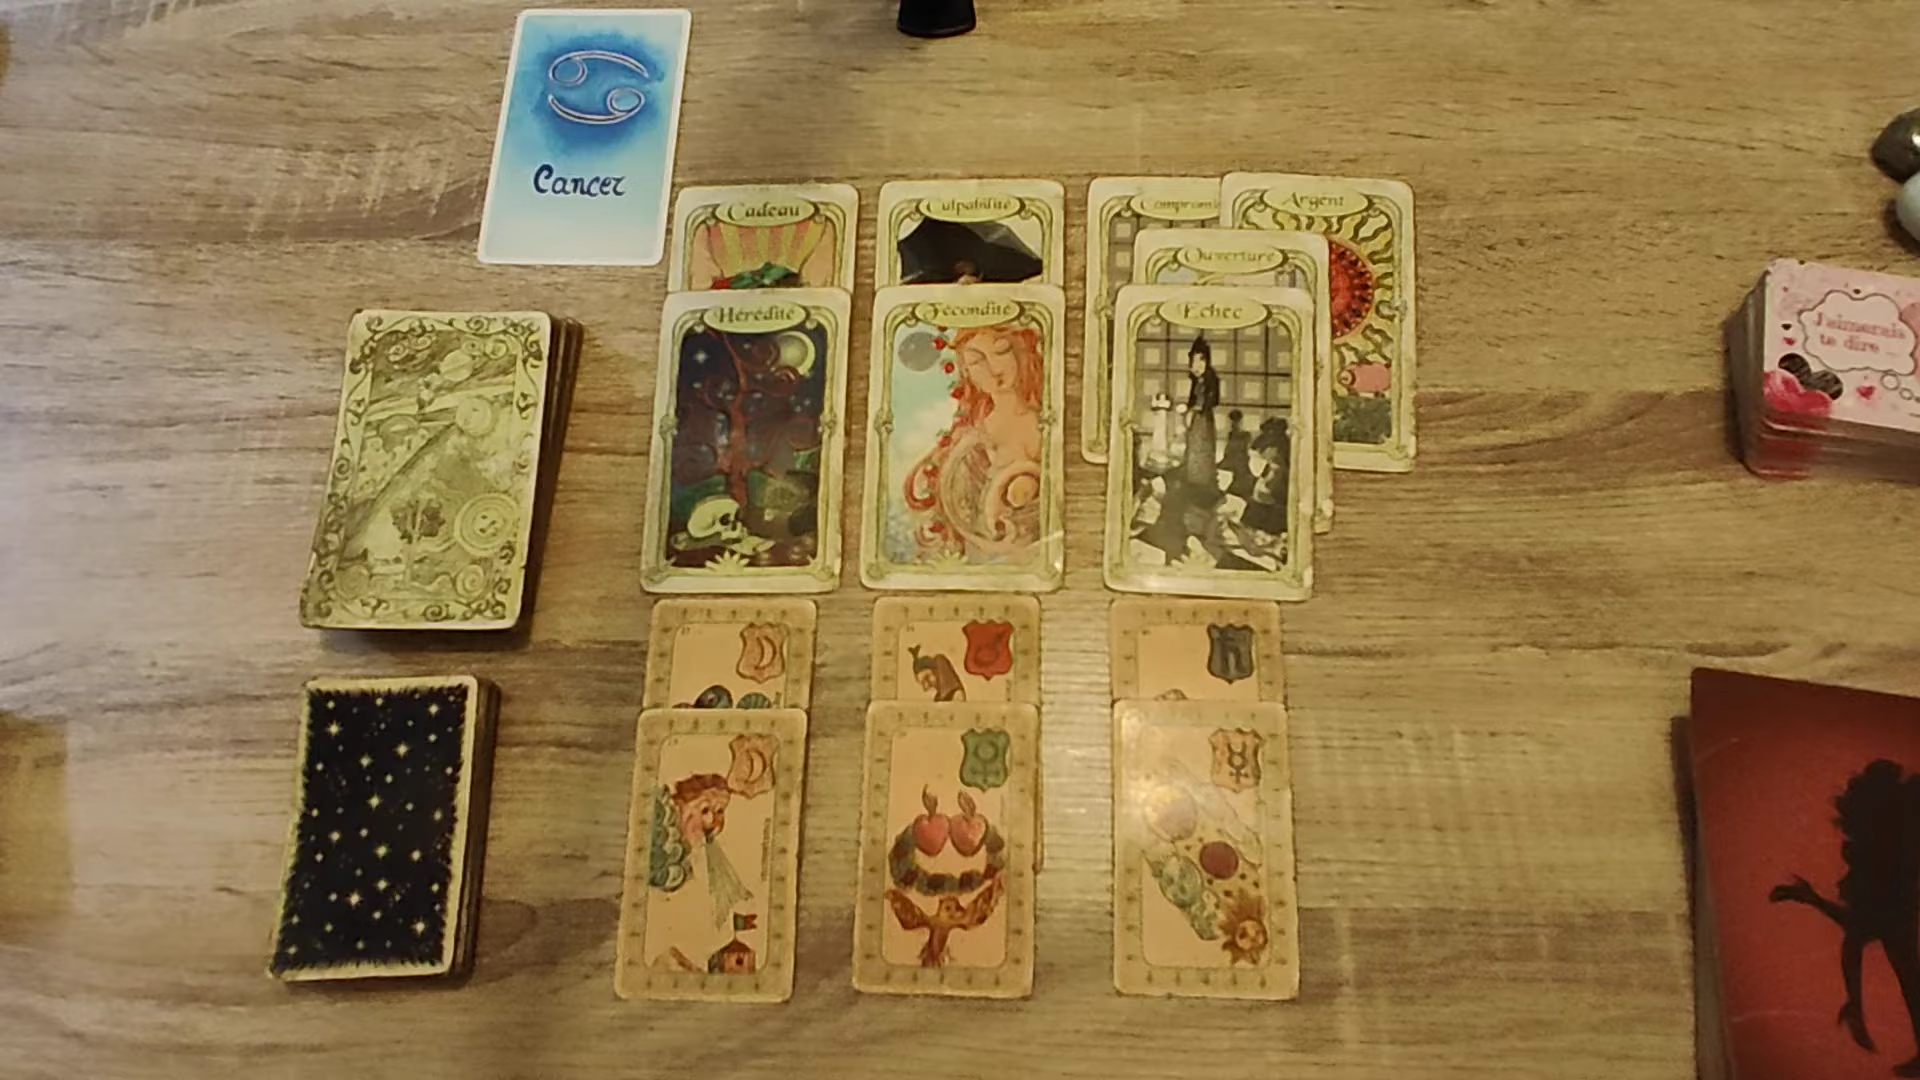 Cancer
Cadeau
Culpabilité
Argent
Ouverture
Hérédité
Fécondité
Echec
J'aimerais
te dire ...